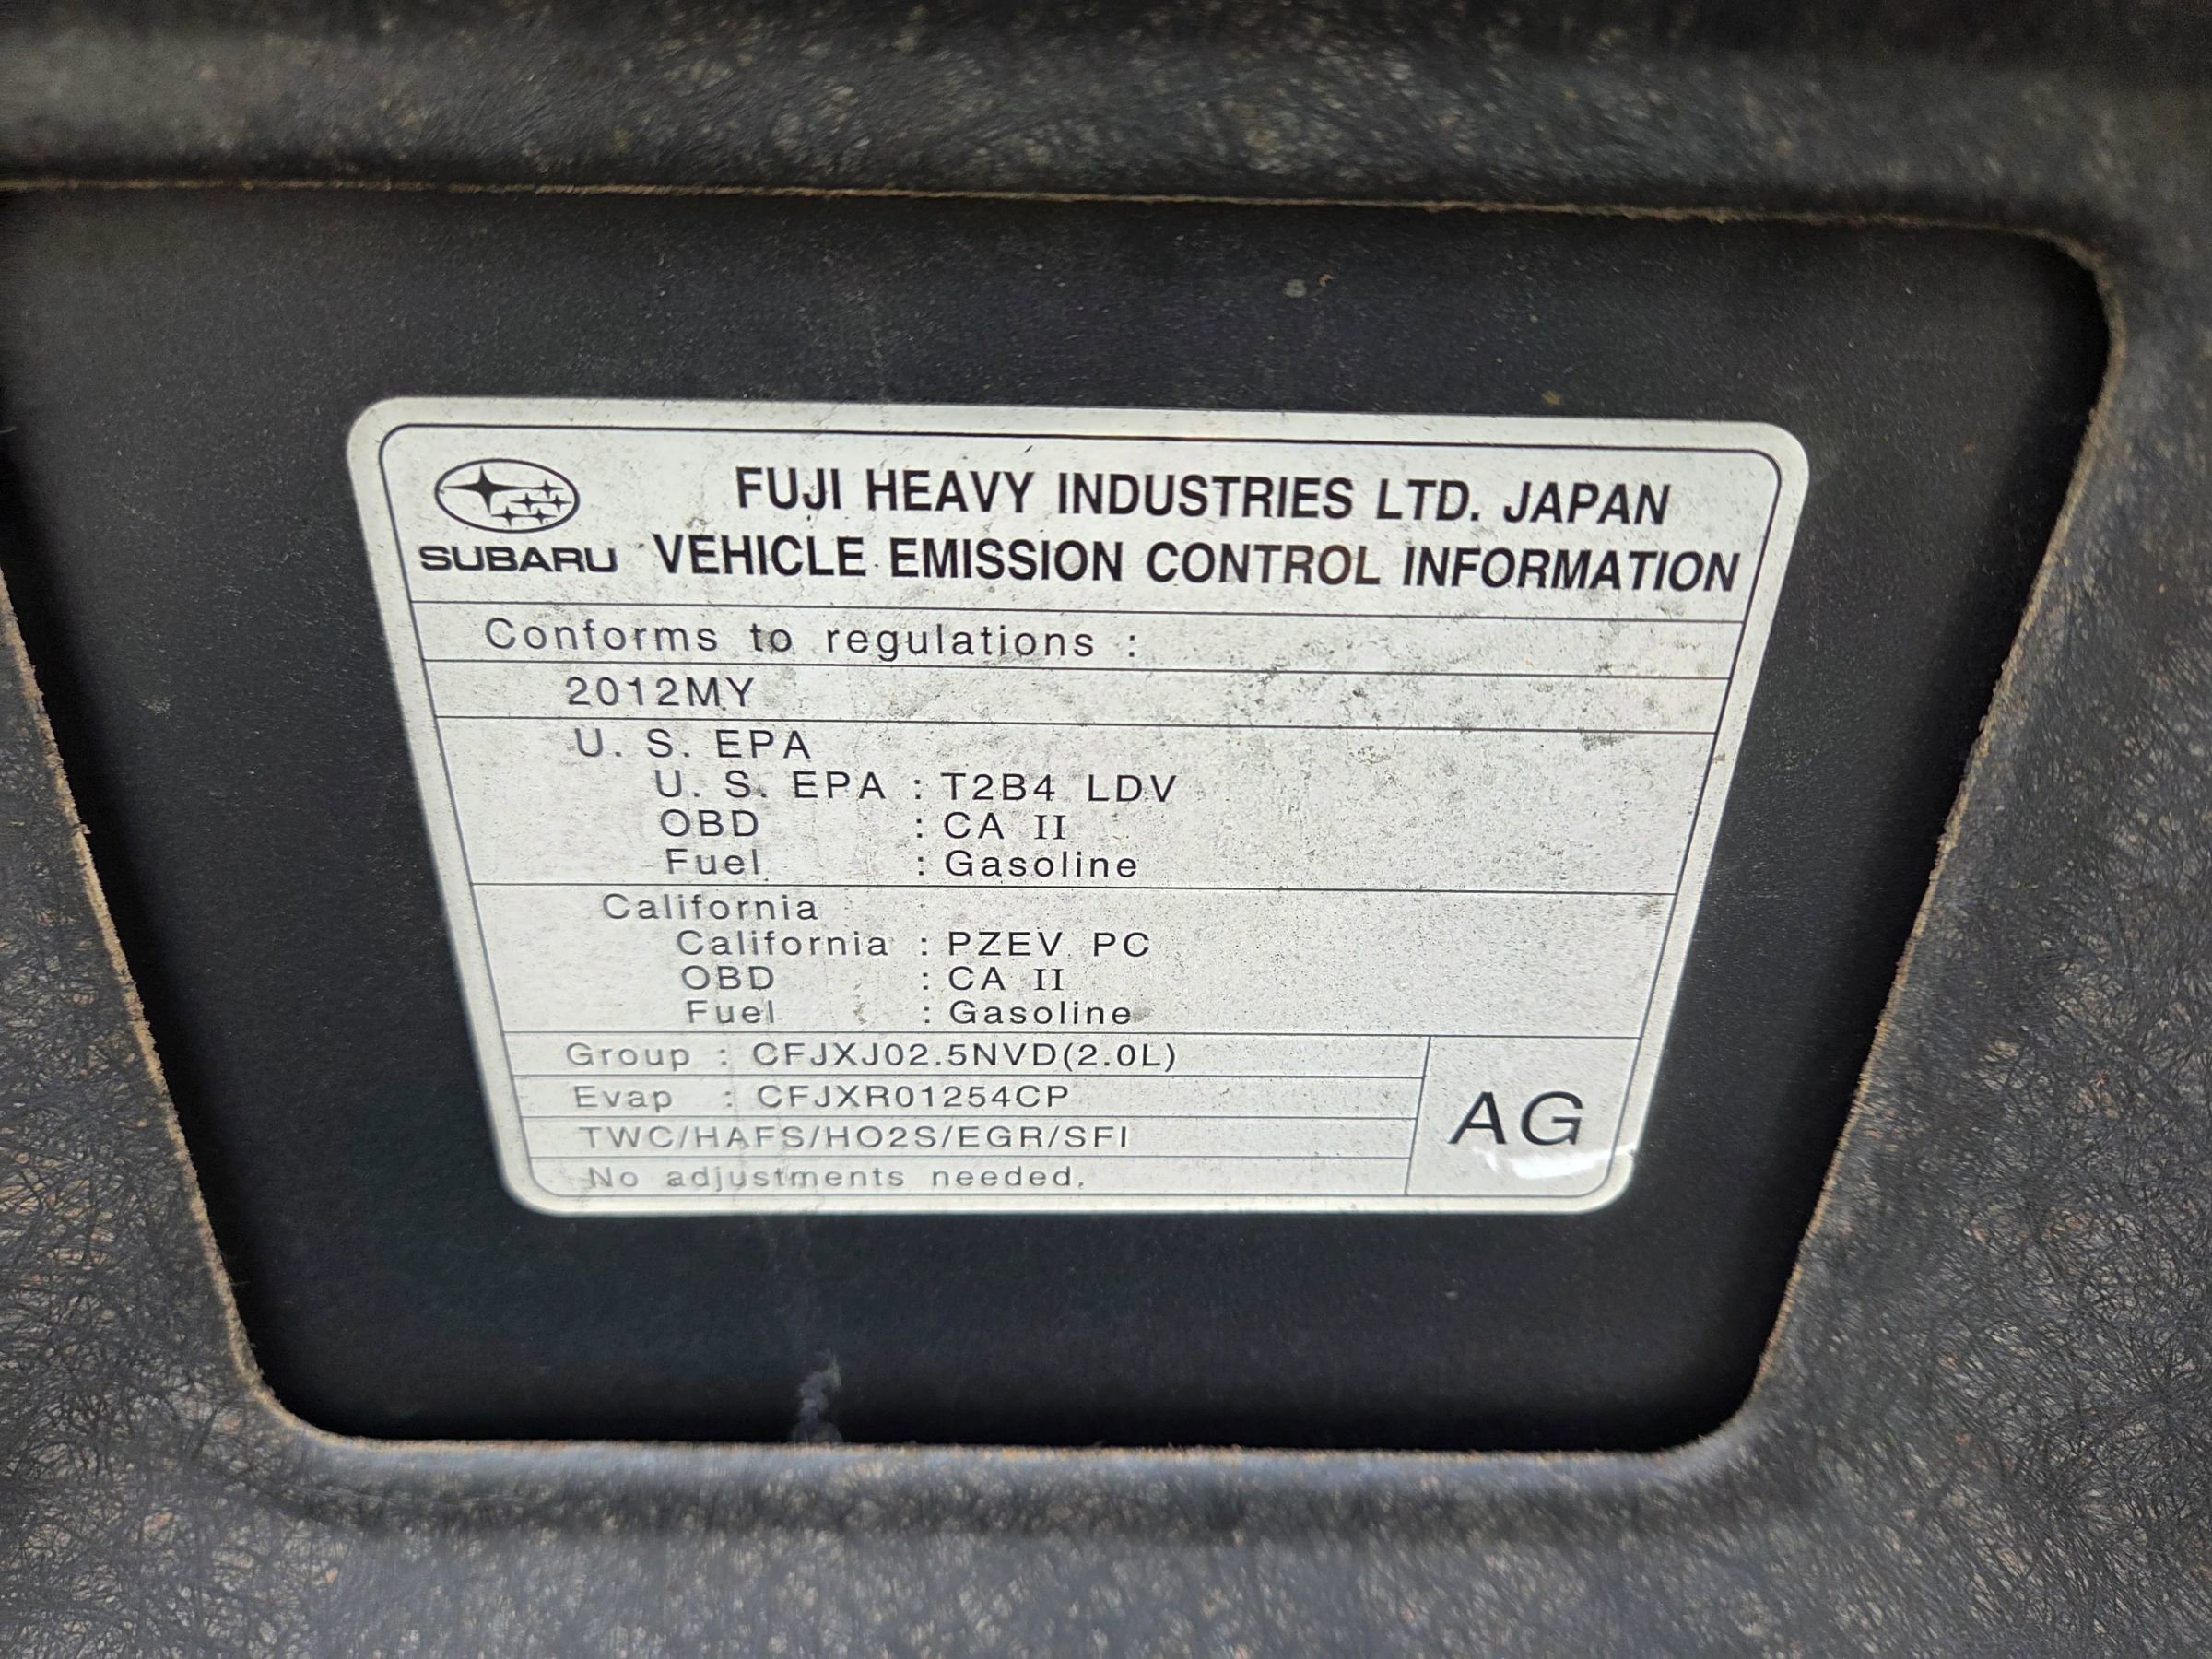 FUJI HEAVY INDUSTRIES LTD. JAPAN
SUBARU VEHICLE EMISSION CONTROL INFORMATION
Conforms to regulations :
2012MY
U. S. EPA
U. S. EPA : T2B4 LDV
OBD : CA II
Fuel : Gasoline
California
California : PZEV PC
OBD : CA II
Fuel : Gasoline
Group : CFJXJ02.5NVD(2.0L)
Evap : CFJXR01254CP
TWC/HAFS/HO2S/EGR/SFI
No adjustments needed.
AG